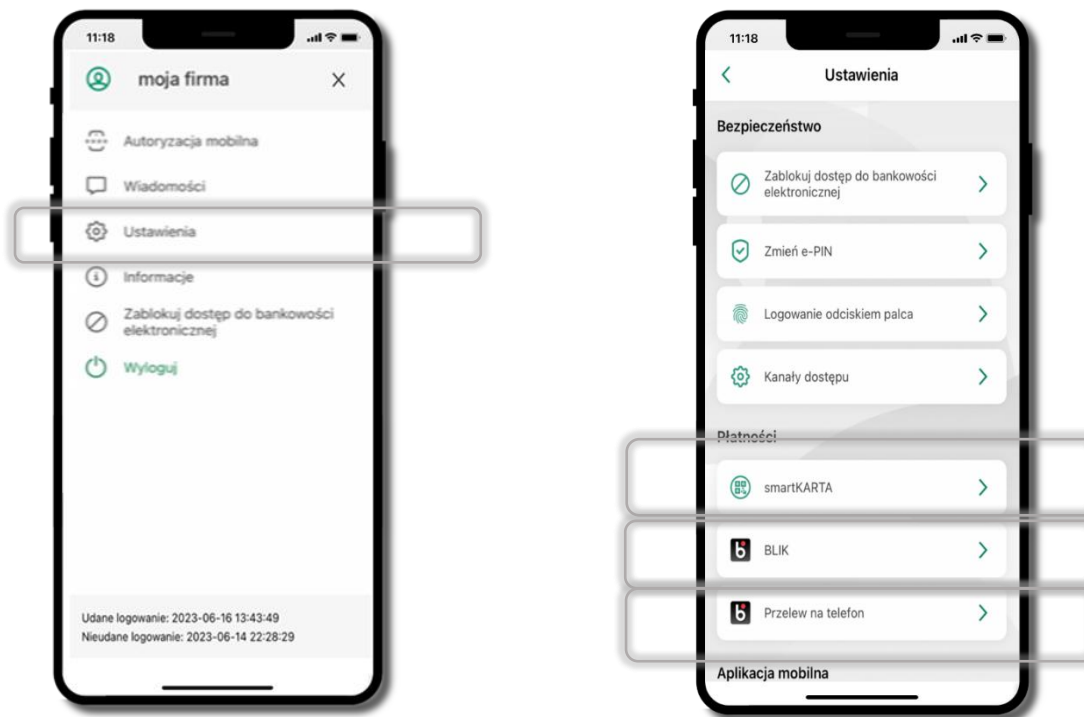 11:18
moja firma
Autoryzacja mobilna
Wiadomości
Ustawienia
Informacje
Zablokuj dostęp do bankowości
elektronicznej
Wyloguj
Udane logowanie: 2023-06-16 13:43:49
Nieudane logowanie: 2023-06-14 22:28:29
11:18
Ustawienia
Bezpieczeństwo
Zablokuj dostęp do bankowości
elektronicznej
Zmień e-PIN
Logowanie odciskiem palca
Kanały dostępu
Płatności
smartKARTA
BLIK
Przelew na telefon
Aplikacja mobilna